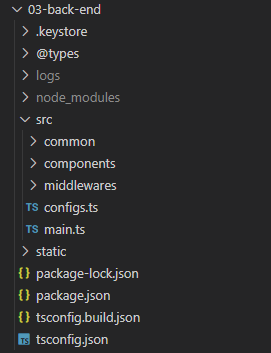 03-back-end
.keystore
@types
logs
node_modules
src
common
components
middlewares
TS configs.ts
TS main.ts
static
{} package-lock.json
{} package.json
{} tsconfig.build.json
TS tsconfig.json